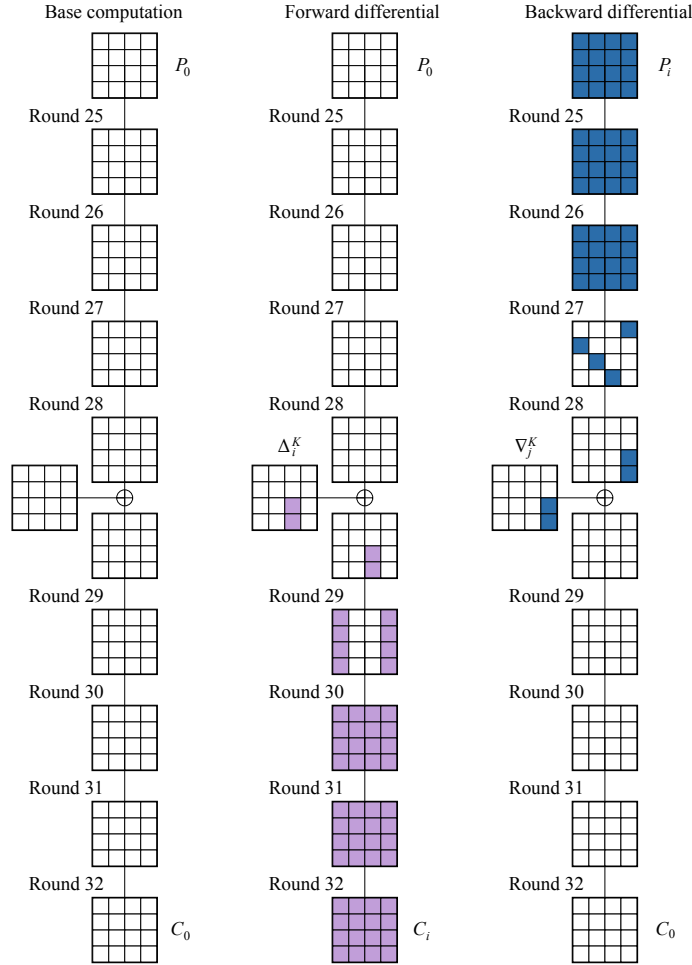 Base computation Forward differential Backward differential
P₀ P₀ Pᵢ
Round 25 Round 25 Round 25
Round 26 Round 26 Round 26
Round 27 Round 27 Round 27
Round 28 Round 28 Round 28
Δᵢᴷ ∇ⱼᴷ
Round 29 Round 29 Round 29
Round 30 Round 30 Round 30
Round 31 Round 31 Round 31
Round 32 Round 32 Round 32
C₀ Cᵢ C₀